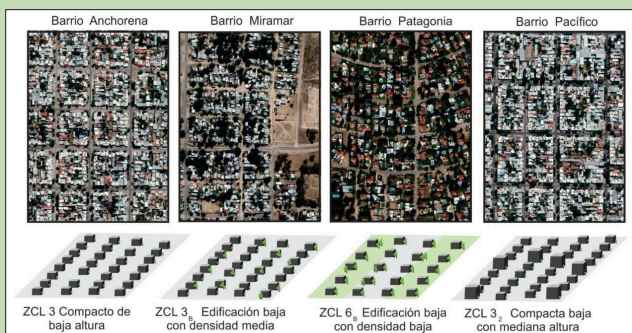 Barrio Anchorena
Barrio Miramar
Barrio Patagonia
Barrio Pacífico
ZCL 3 Compacto de
baja altura
ZCL 3B Edificación baja
con densidad media
ZCL 6B Edificación baja
con densidad baja
ZCL 32 Compacta baja
con mediana altura